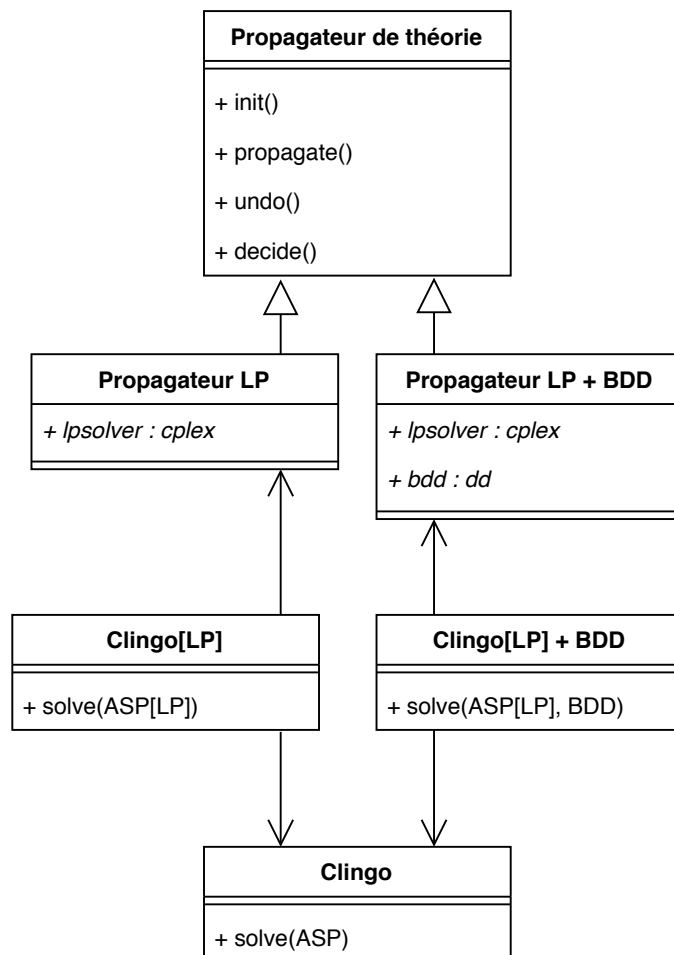 Propagateur de théorie
+ init()
+ propagate()
+ undo()
+ decide()
Propagateur LP
+ lpsolver : cplex
Propagateur LP + BDD
+ lpsolver : cplex
+ bdd : dd
Clingo[LP]
+ solve(ASP[LP])
Clingo[LP] + BDD
+ solve(ASP[LP], BDD)
Clingo
+ solve(ASP)